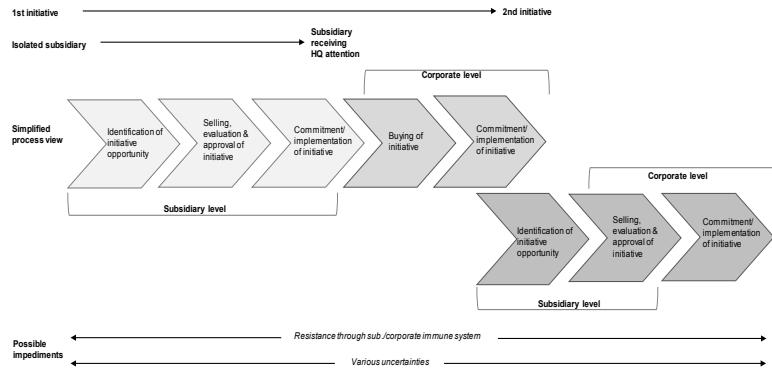 1st initiative
2nd initiative
Isolated subsidiary
Subsidiary
receiving
HQ attention
Corporate level
Simplified
process view
Identification of
initiative
opportunity
Selling,
evaluation &
approval of
initiative
Commitment/
implementation
of initiative
Buying of
initiative
Commitment/
implementation
of initiative
Subsidiary level
Corporate level
Identification of
initiative
opportunity
Selling,
evaluation &
approval of
initiative
Commitment/
implementation
of initiative
Subsidiary level
Possible
impediments
Resistance through sub./corporate immune system
Various uncertainties